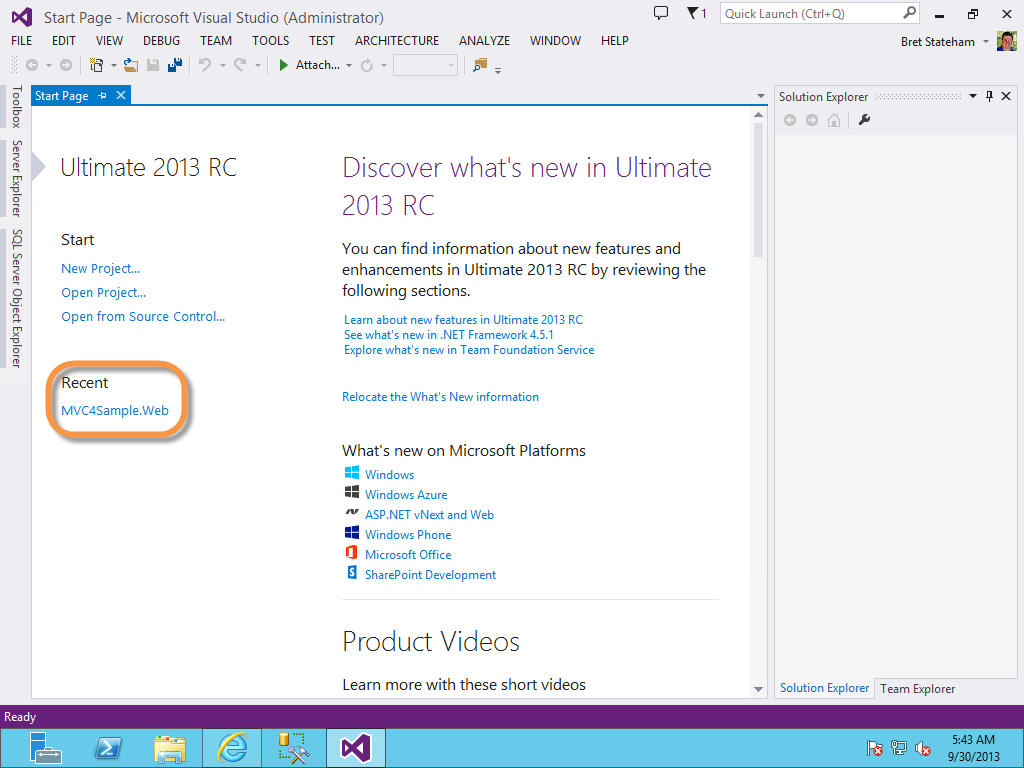 Start Page - Microsoft Visual Studio (Administrator)
1
Quick Launch (Ctrl+Q)
FILE EDIT VIEW DEBUG TEAM TOOLS TEST ARCHITECTURE ANALYZE WINDOW HELP
Bret Stateham
Attach...
Toolbox
Server Explorer
SQL Server Object Explorer
Start Page
Ultimate 2013 RC
Start
New Project...
Open Project...
Open from Source Control...
Recent
MVC4Sample.Web
Discover what's new in Ultimate
2013 RC
You can find information about new features and
enhancements in Ultimate 2013 RC by reviewing the
following sections.
Learn about new features in Ultimate 2013 RC
See what's new in .NET Framework 4.5.1
Explore what's new in Team Foundation Service
Relocate the What's New information
What's new on Microsoft Platforms
Windows
Windows Azure
ASP.NET vNext and Web
Windows Phone
Microsoft Office
SharePoint Development
Product Videos
Learn more with these short videos
Solution Explorer
Solution Explorer Team Explorer
Ready
5:43 AM
9/30/2013